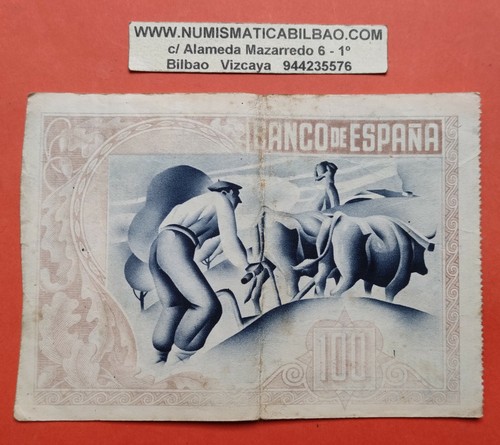 WWW.NUMISMATICABILBAO.COM
c/ Alameda Mazarredo 6 - 1º
Bilbao Vizcaya 944235576
BANCO DE ESPAÑA
100